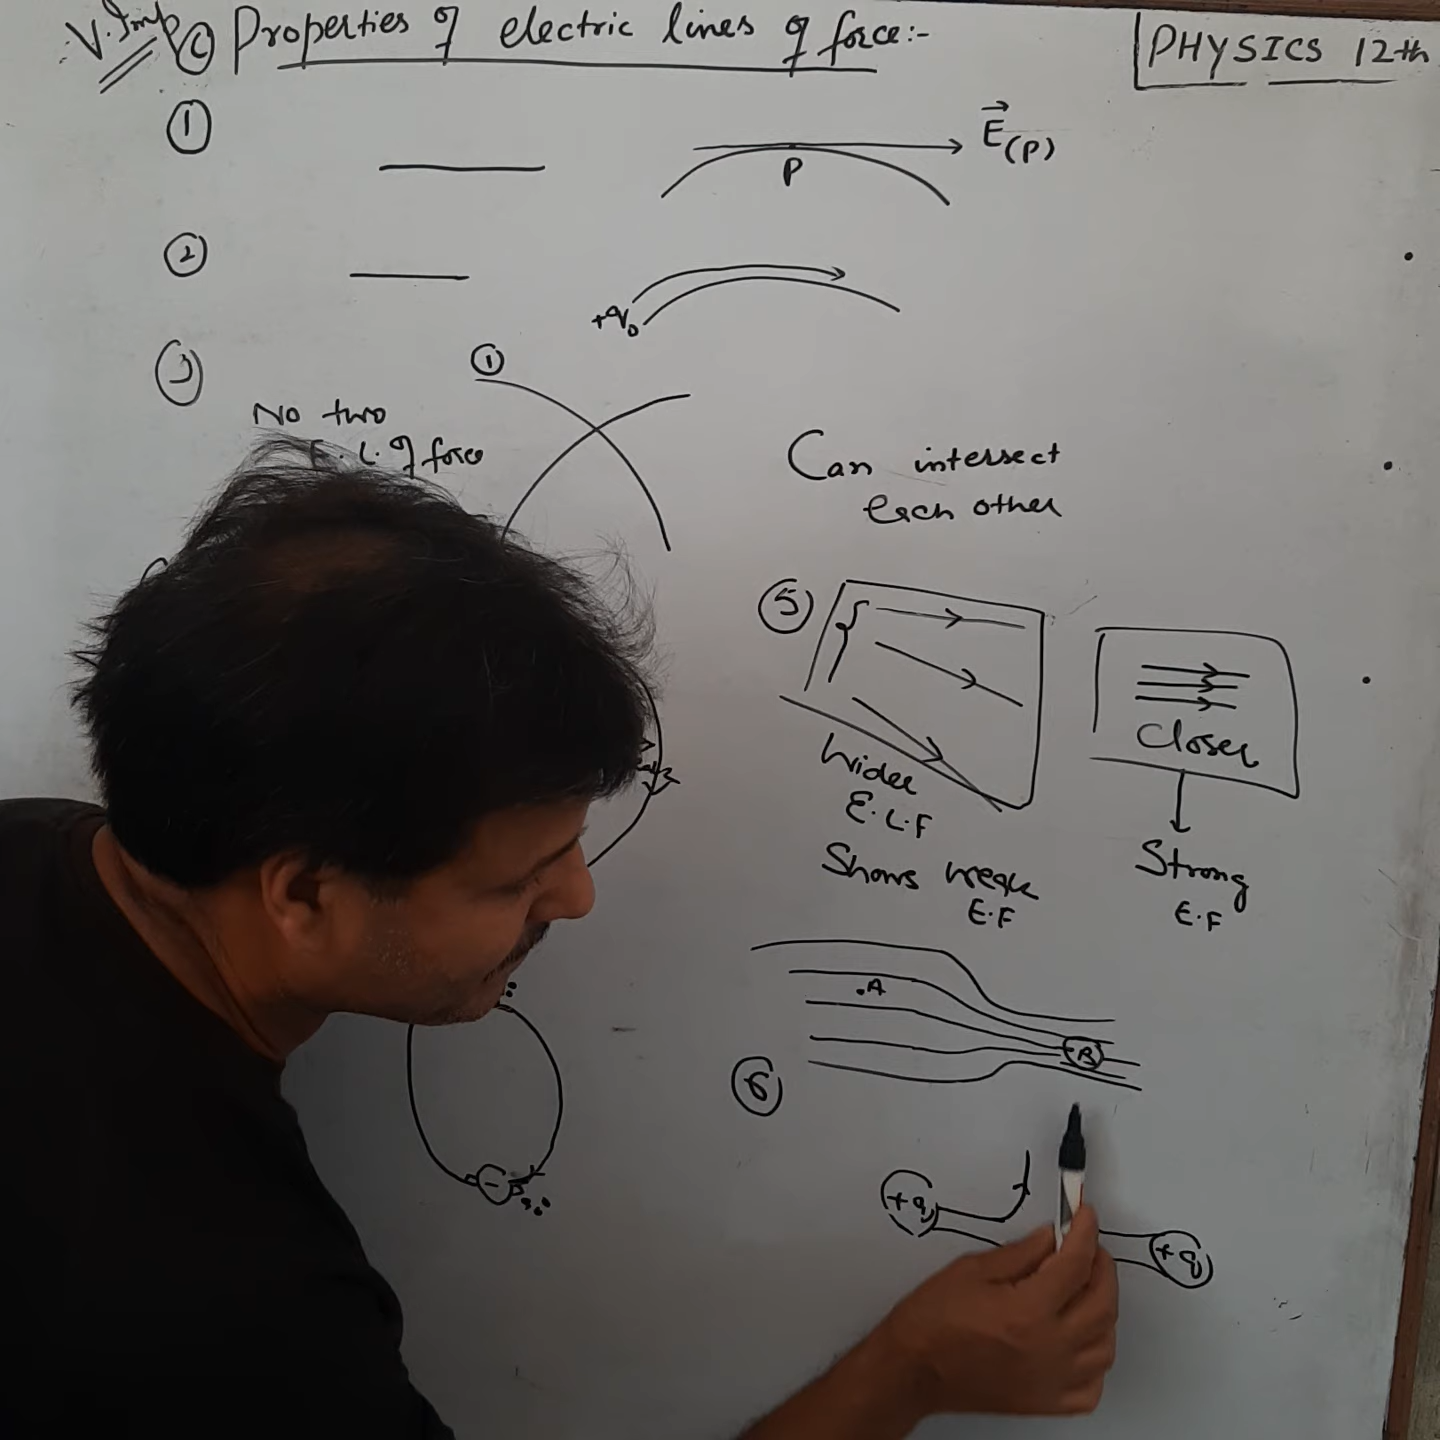 V. Imp (C) Properties of electric lines of force:-
PHYSICS 12th
1
E(P)
P
2
+q0
3
1
No two
E. L. of force
Can intersect
each other
5
Wider
E.L.F
Shows weak
E.F
Closer
Strong
E.F
.A
B
6
-
+q
+q